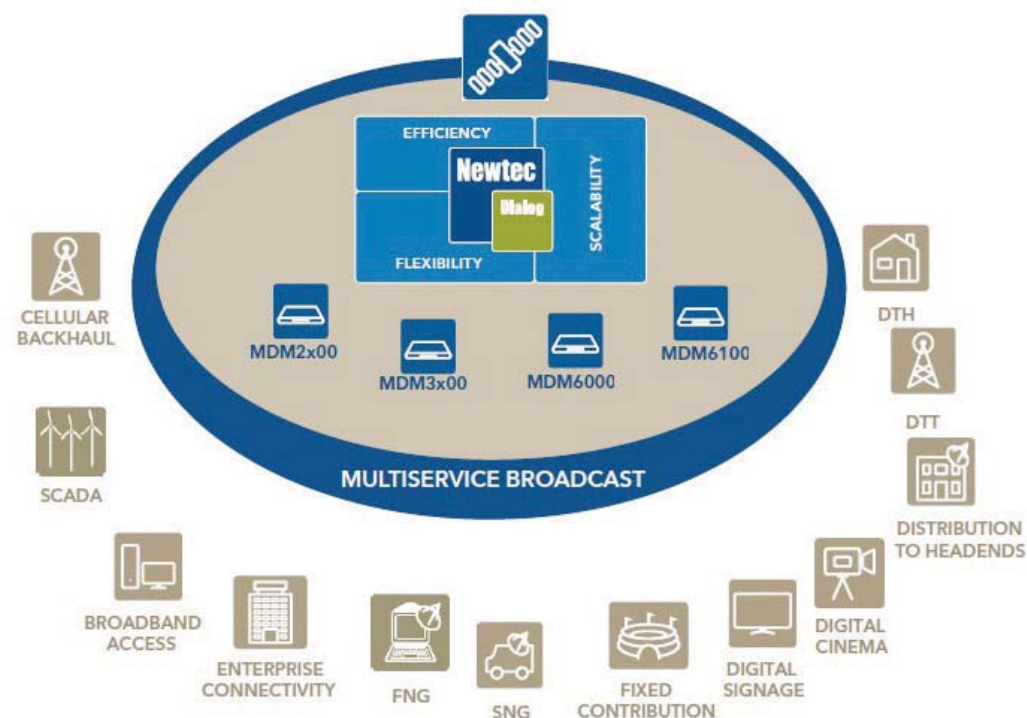 EFFICIENCY
Newtec
Dialog
SCALABILITY
FLEXIBILITY
MDM2x00
MDM3x00
MDM6000
MDM6100
MULTISERVICE BROADCAST
CELLULAR
BACKHAUL
SCADA
BROADBAND
ACCESS
ENTERPRISE
CONNECTIVITY
FNG
SNG
FIXED
CONTRIBUTION
DIGITAL
SIGNAGE
DIGITAL
CINEMA
DISTRIBUTION
TO HEADENDS
DTT
DTH